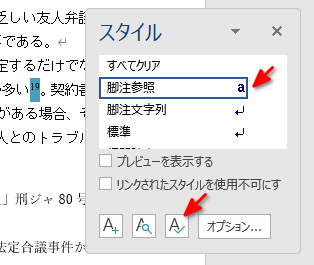 乏しい友人弁護
事である。↵
定するだけでな
多い19。契約書
がある場合、そ
人とのトラブル
」刑ジャ 80 号
法定合議事件か
スタイル
すべてクリア
脚注参照 a
脚注文字列
標準
プレビューを表示する
リンクされたスタイルを使用不可にす
オプション...